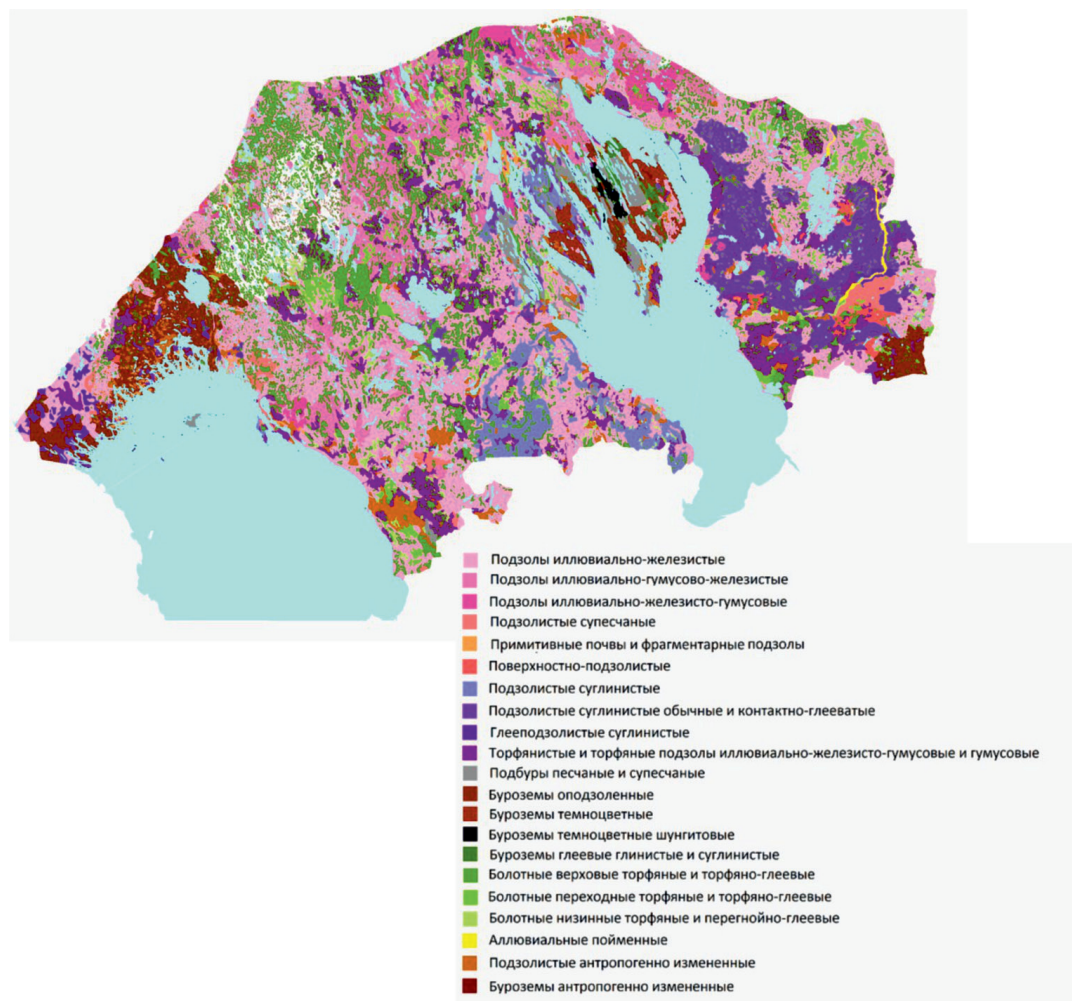 Подзолы иллювиально-железистые
Подзолы иллювиально-гумусово-железистые
Подзолы иллювиально-железисто-гумусовые
Подзолистые супесчаные
Примитивные почвы и фрагментарные подзолы
Поверхностно-подзолистые
Подзолистые суглинистые
Подзолистые суглинистые обычные и контактно-глееватые
Глееподзолистые суглинистые
Торфянистые и торфяные подзолы иллювиально-железисто-гумусовые и гумусовые
Подбуры песчаные и супесчаные
Буроземы оподзоленные
Буроземы темноцветные
Буроземы темноцветные шунгитовые
Буроземы глеевые глинистые и суглинистые
Болотные верховые торфяные и торфяно-глеевые
Болотные переходные торфяные и торфяно-глеевые
Болотные низинные торфяные и перегнойно-глеевые
Аллювиальные пойменные
Подзолистые антропогенно измененные
Буроземы антропогенно измененные